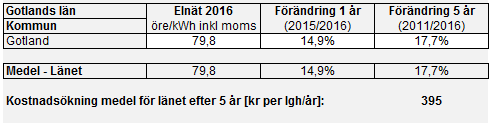 Gotlands län Elnät 2016 Förändring 1 år Förändring 5 år
Kommun öre/kWh inkl moms (2015/2016) (2011/2016)
Gotland 79,8 14,9% 17,7%
Medel - Länet 79,8 14,9% 17,7%
Kostnadsökning medel för länet efter 5 år [kr per lgh/år]: 395